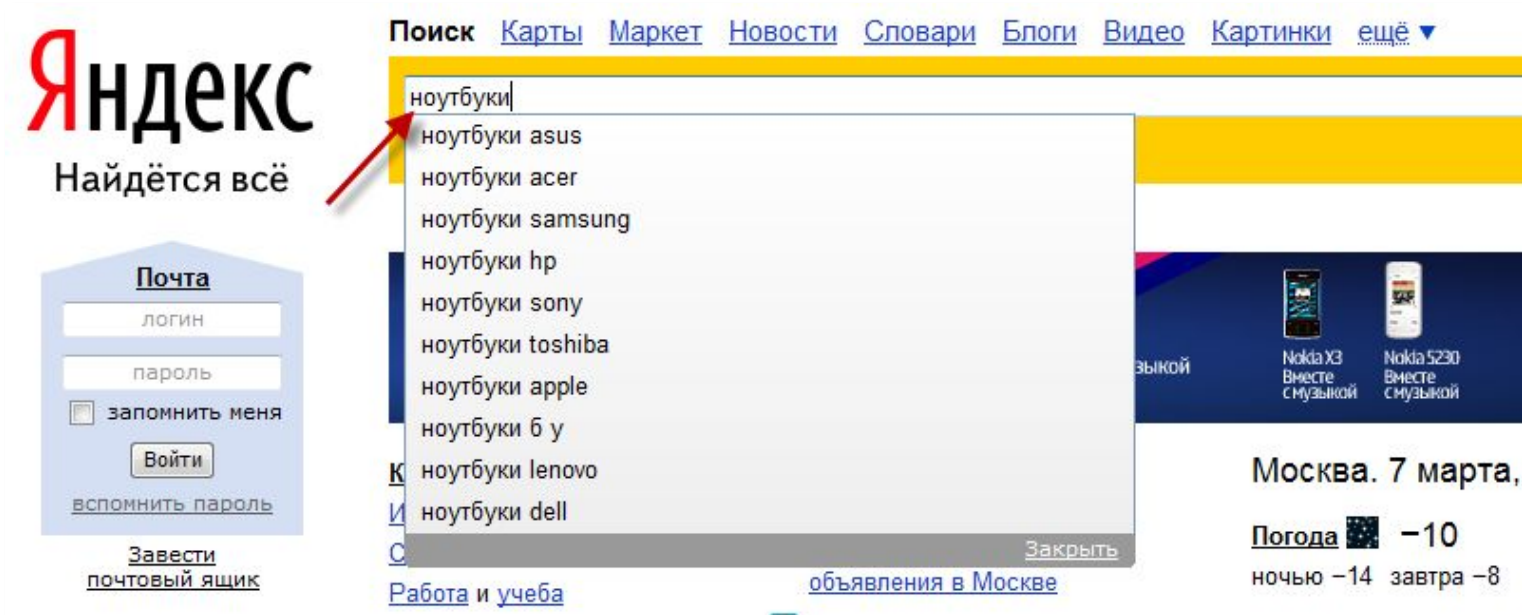 Яндекс
Найдётся всё
Поиск Карты Маркет Новости Словари Блоги Видео Картинки ещё ▼
ноутбуки
ноутбуки asus
ноутбуки acer
ноутбуки samsung
ноутбуки hp
ноутбуки sony
ноутбуки toshiba
ноутбуки apple
ноутбуки б у
ноутбуки lenovo
ноутбуки dell
Закрыть
Почта
логин
пароль
запомнить меня
Войти
вспомнить пароль
Завести
почтовый ящик
Nokia X3
Вместе
с музыкой
Nokia 5230
Вместе
с музыкой
Работа и учеба
объявления в Москве
Москва. 7 марта,
Погода −10
ночью −14 завтра −8